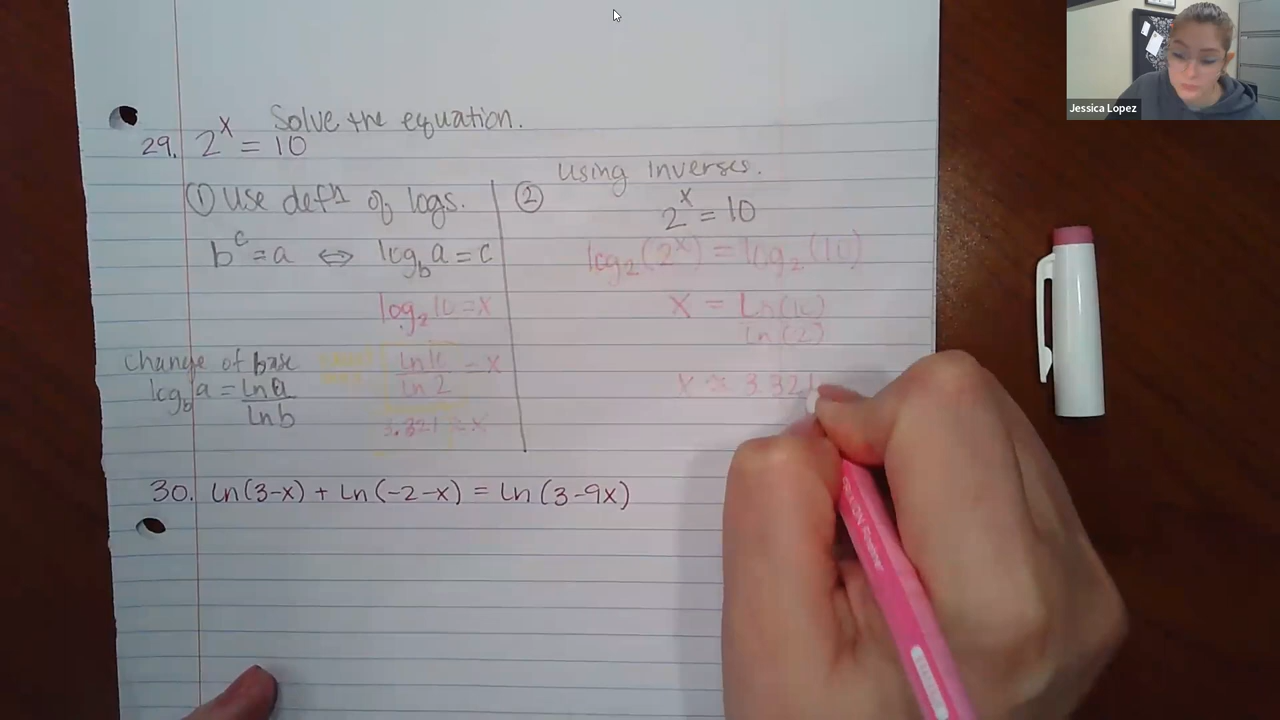 Solve the equation.
29. 2^x = 10
① Use def'n of logs.
b^c = a ⇔ log_b a = c
log_2 10 = x
Change of base
log_b a = ln a / ln b
ln 10 / ln 2 = x
3.321 ≈ x
② Using inverses.
2^x = 10
log_2(2^x) = log_2(10)
x = Ln(10) / ln(2)
x ≈ 3.321
30. ln(3-x) + ln(-2-x) = ln(3-9x)
Jessica Lopez